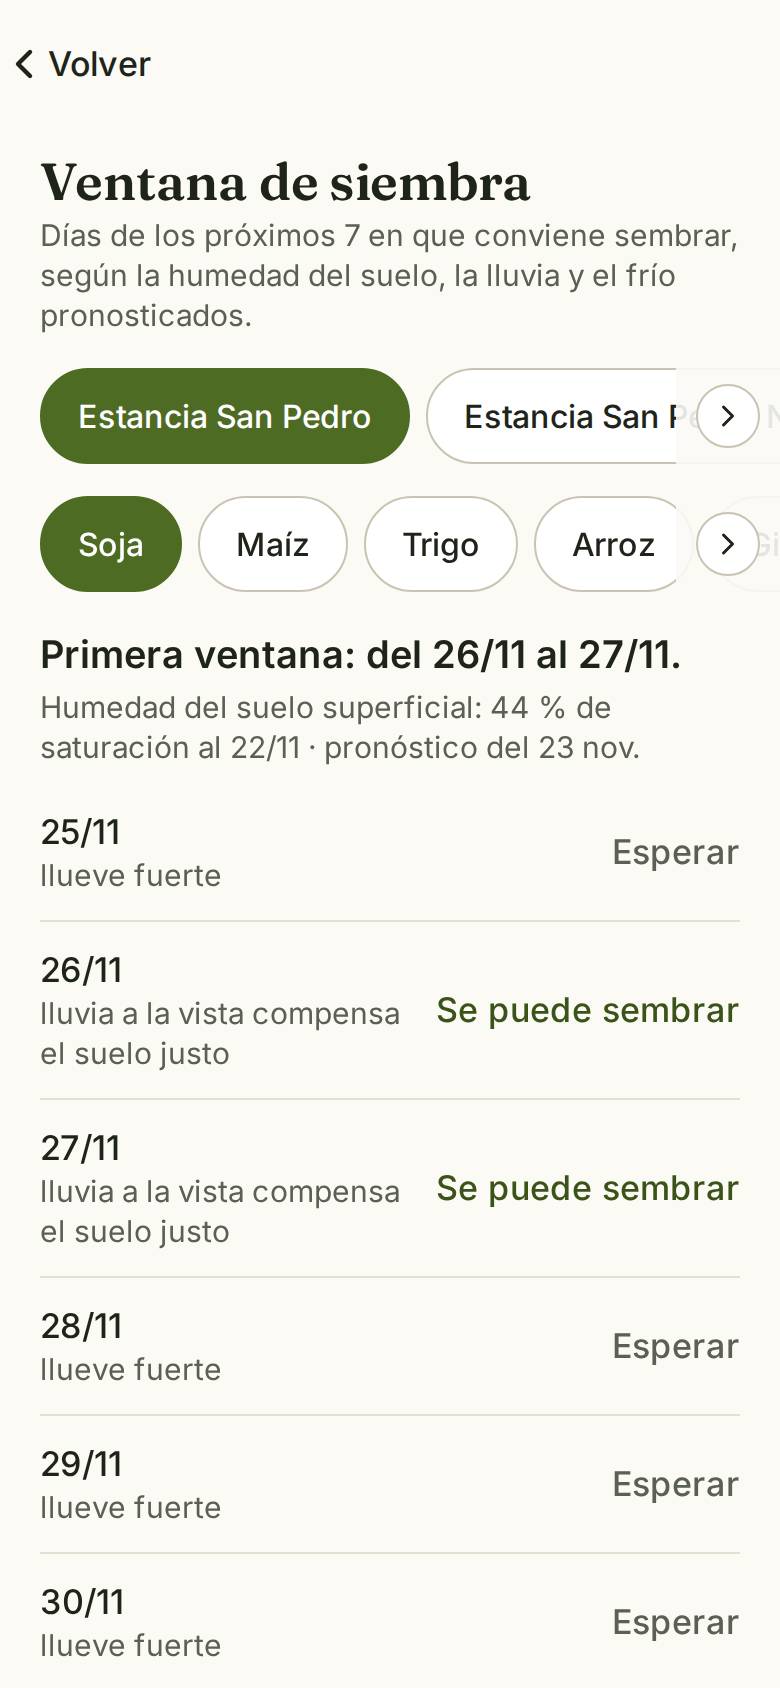 Volver
Ventana de siembra
Días de los próximos 7 en que conviene sembrar,
según la humedad del suelo, la lluvia y el frío
pronosticados.
Estancia San Pedro
Estancia San Pe N
Soja
Maíz
Trigo
Arroz
Gi
Primera ventana: del 26/11 al 27/11.
Humedad del suelo superficial: 44 % de
saturación al 22/11 · pronóstico del 23 nov.
25/11
llueve fuerte
Esperar
26/11
lluvia a la vista compensa
el suelo justo
Se puede sembrar
27/11
lluvia a la vista compensa
el suelo justo
Se puede sembrar
28/11
llueve fuerte
Esperar
29/11
llueve fuerte
Esperar
30/11
llueve fuerte
Esperar